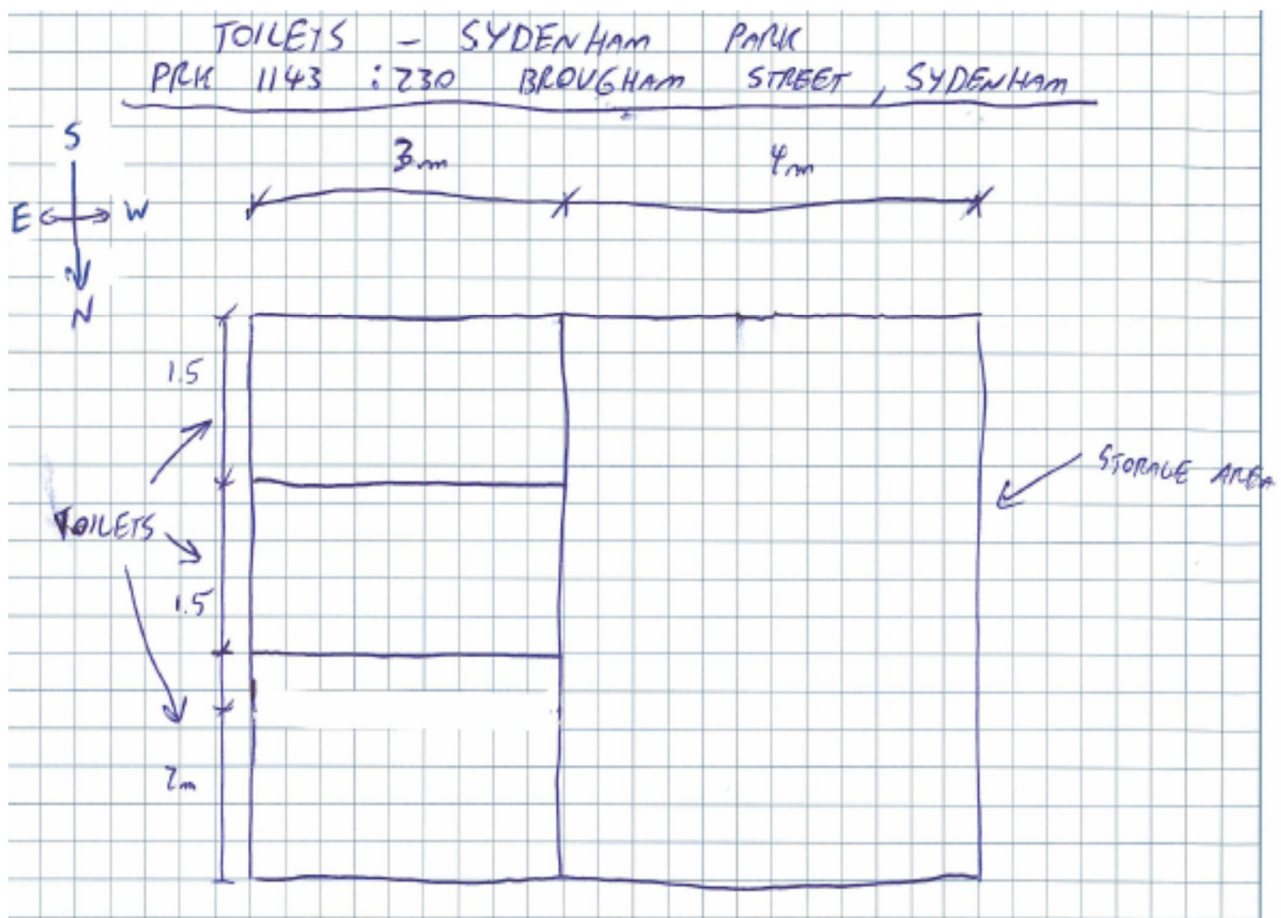 TOILETS - SYDENHAM PARK
PRK 1143 : 230 BROUGHAM STREET, SYDENHAM
S
E W
N
3m 4m
1.5
STORAGE AREA
TOILETS
1.5
2m